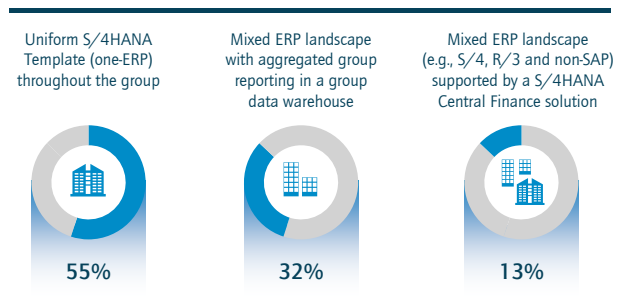 Uniform S/4HANA
Template (one-ERP)
throughout the group
55%
Mixed ERP landscape
with aggregated group
reporting in a group
data warehouse
32%
Mixed ERP landscape
(e.g., S/4, R/3 and non-SAP)
supported by a S/4HANA
Central Finance solution
13%